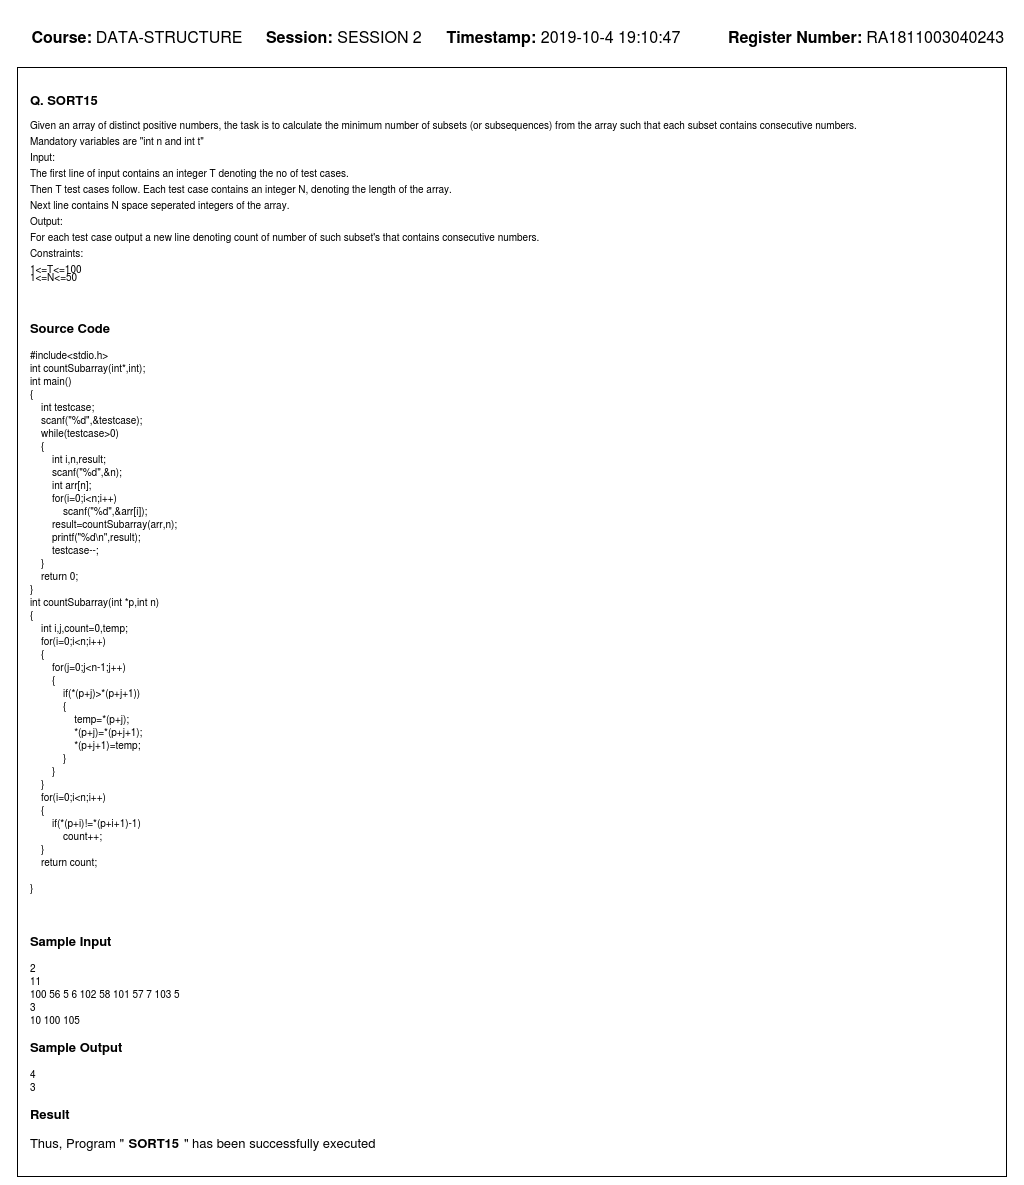 Course: DATA-STRUCTURE Session: SESSION 2 Timestamp: 2019-10-4 19:10:47 Register Number: RA1811003040243
Q. SORT15
Given an array of distinct positive numbers, the task is to calculate the minimum number of subsets (or subsequences) from the array such that each subset contains consecutive numbers.
Mandatory variables are "int n and int t"
Input:
The first line of input contains an integer T denoting the no of test cases.
Then T test cases follow. Each test case contains an integer N, denoting the length of the array.
Next line contains N space seperated integers of the array.
Output:
For each test case output a new line denoting count of number of such subset's that contains consecutive numbers.
Constraints:
1<=T<=100
1<=N<=50
Source Code
#include<stdio.h>
int countSubarray(int*,int);
int main()
{
    int testcase;
    scanf("%d",&testcase);
    while(testcase>0)
    {
        int i,n,result;
        scanf("%d",&n);
        int arr[n];
        for(i=0;i<n;i++)
            scanf("%d",&arr[i]);
        result=countSubarray(arr,n);
        printf("%d\n",result);
        testcase--;
    }
    return 0;
}
int countSubarray(int *p,int n)
{
    int i,j,count=0,temp;
    for(i=0;i<n;i++)
    {
        for(j=0;j<n-1;j++)
        {
            if(*(p+j)>*(p+j+1))
            {
                temp=*(p+j);
                *(p+j)=*(p+j+1);
                *(p+j+1)=temp;
            }
        }
    }
    for(i=0;i<n;i++)
    {
        if(*(p+i)!=*(p+i+1)-1)
            count++;
    }
    return count;
}
Sample Input
2
11
100 56 5 6 102 58 101 57 7 103 5
3
10 100 105
Sample Output
4
3
Result
Thus, Program " SORT15 " has been successfully executed